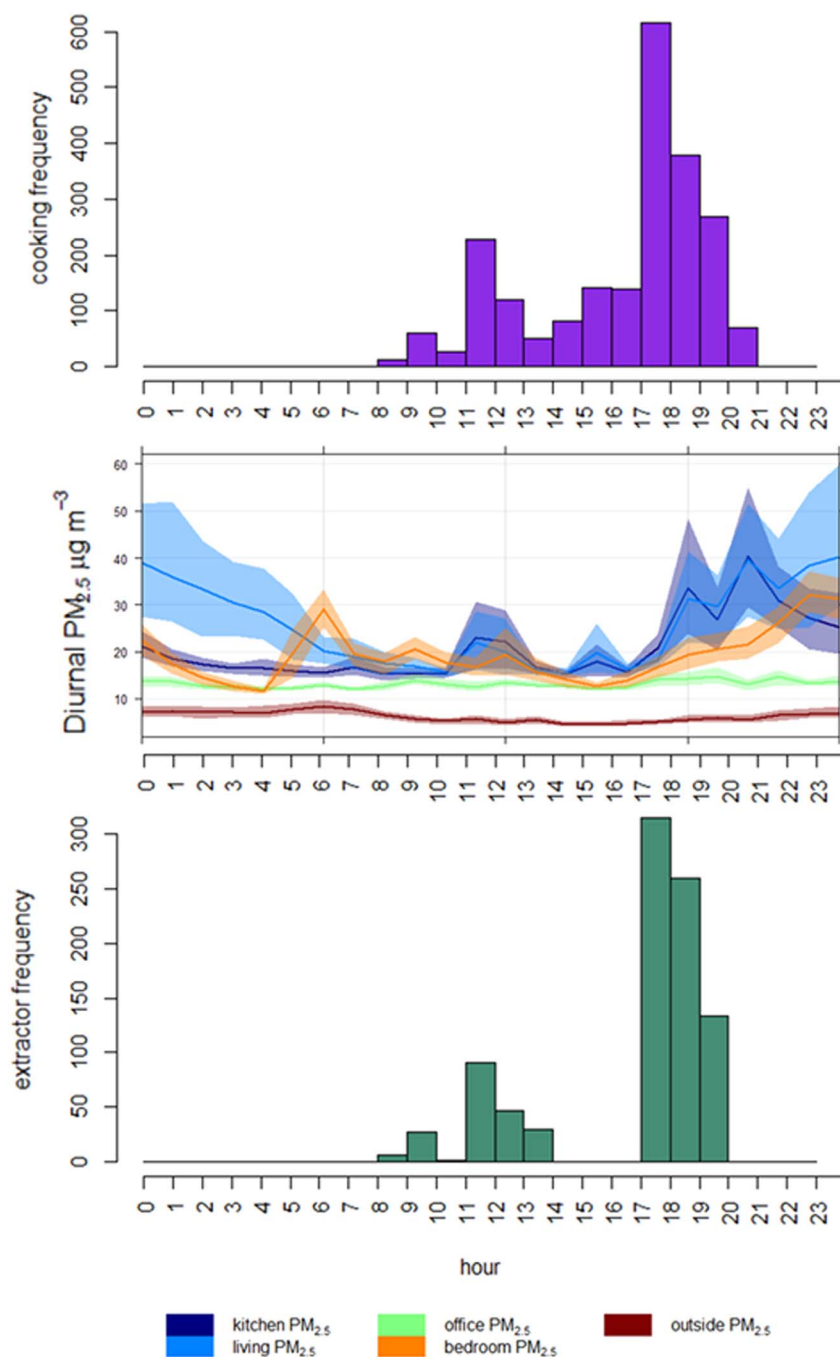 cooking frequency
600
500
400
300
200
100
0
0 1 2 3 4 5 6 7 8 9 10 11 12 13 14 15 16 17 18 19 20 21 22 23
Diurnal PM2.5 µg m−3
60
50
40
30
20
10
0 1 2 3 4 5 6 7 8 9 10 11 12 13 14 15 16 17 18 19 20 21 22 23
extractor frequency
300
250
200
150
100
50
0
0 1 2 3 4 5 6 7 8 9 10 11 12 13 14 15 16 17 18 19 20 21 22 23
hour
kitchen PM2.5 office PM2.5 outside PM2.5
living PM2.5 bedroom PM2.5